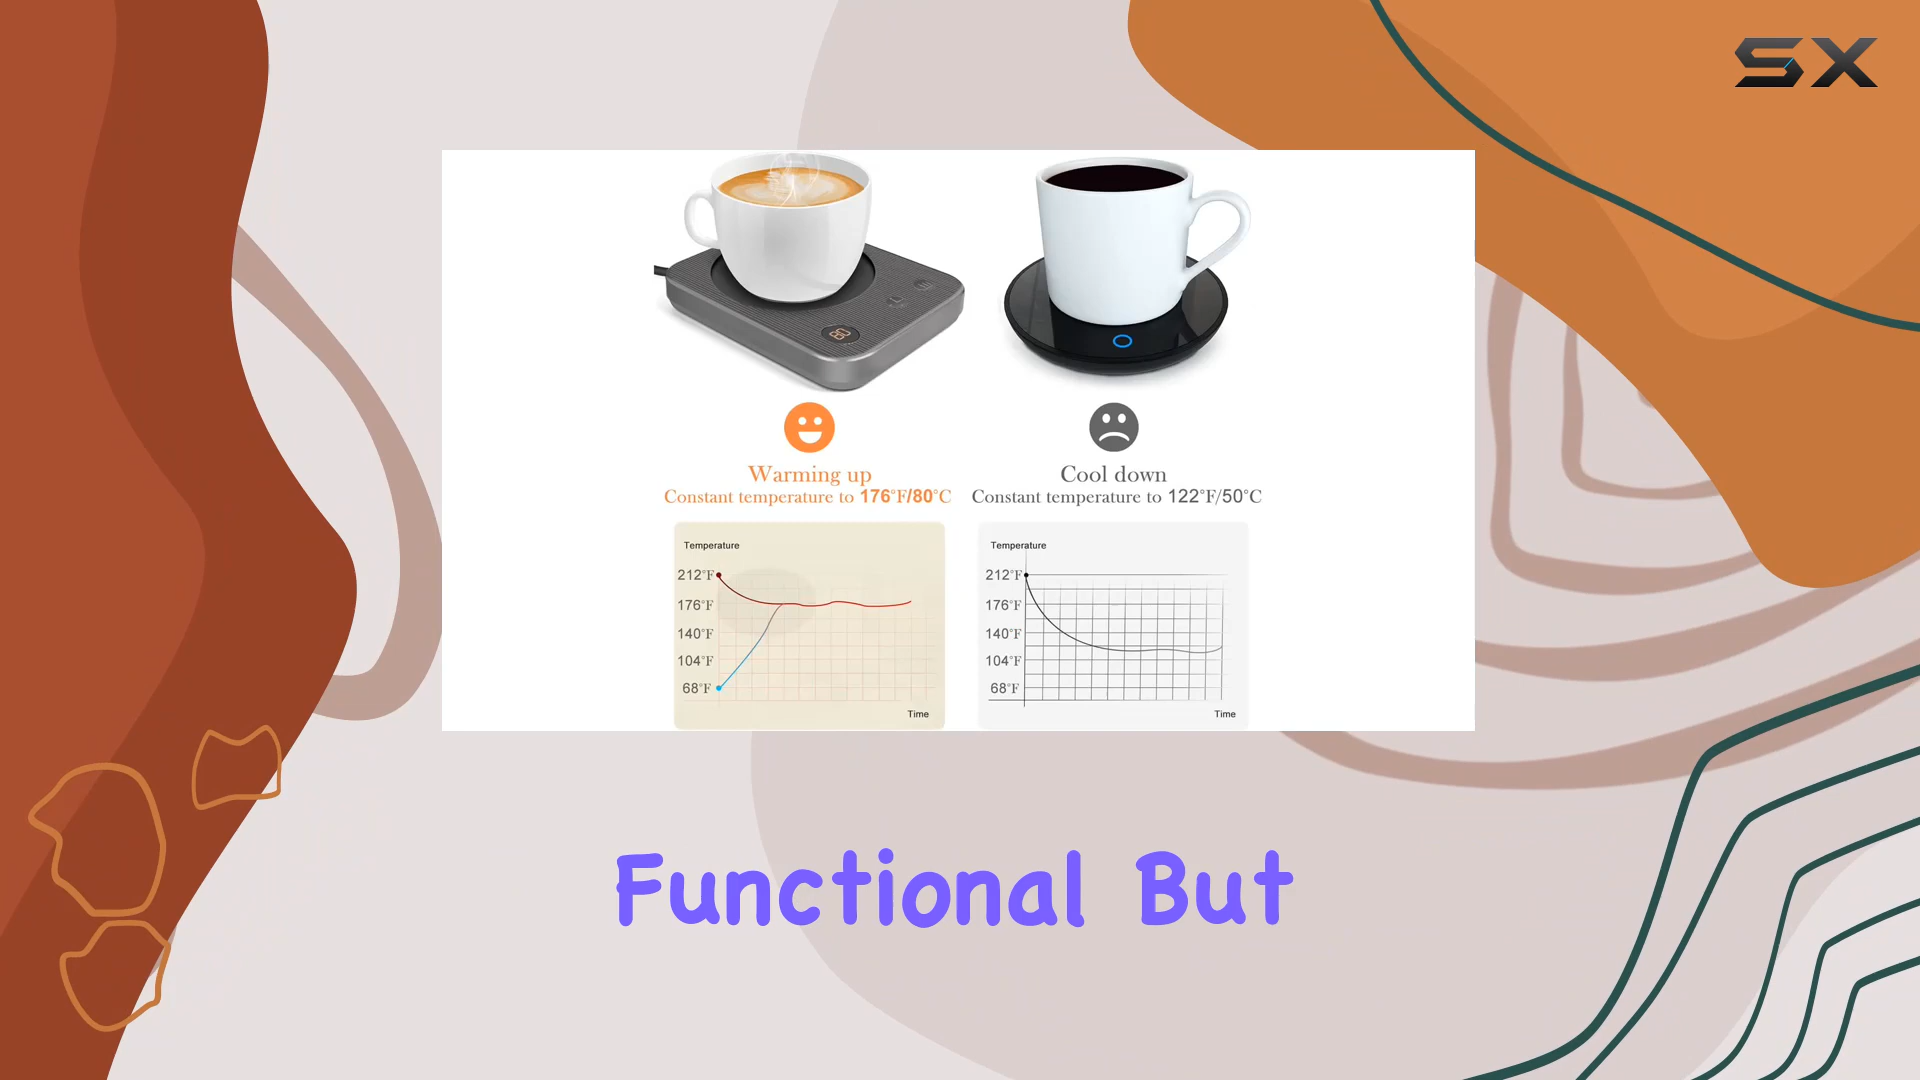 SX
80
Warming up
Constant temperature to 176°F/80°C
Cool down
Constant temperature to 122°F/50°C
Temperature
212°F
176°F
140°F
104°F
68°F
Time
Temperature
212°F
176°F
140°F
104°F
68°F
Time
Functional But